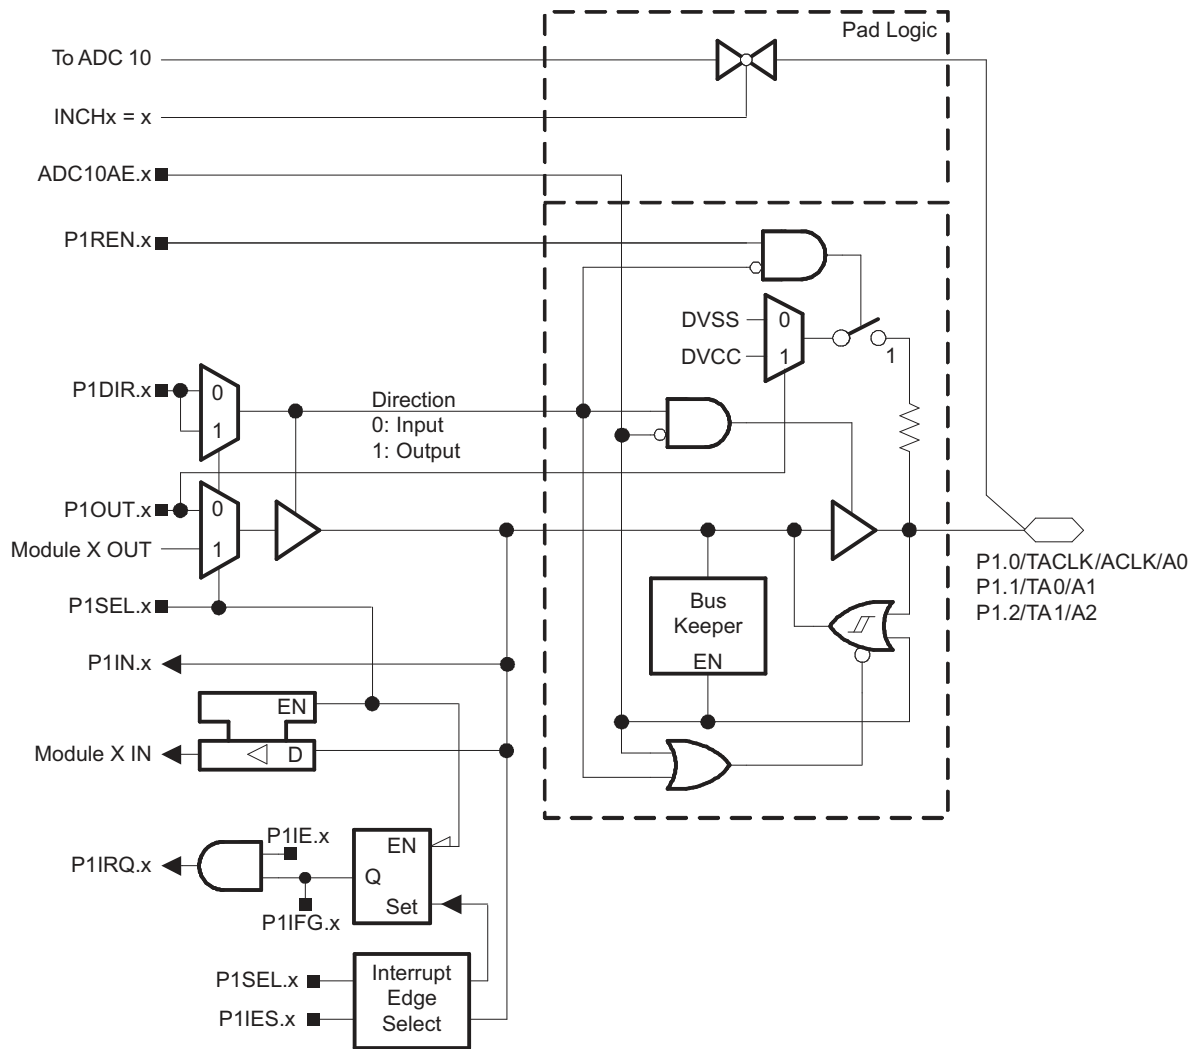 Pad Logic
To ADC 10
INCHx = x
ADC10AE.x
P1REN.x
DVSS
0
DVCC
1
1
P1DIR.x
0
1
Direction
0: Input
1: Output
P1OUT.x
0
Module X OUT
1
P1.0/TACLK/ACLK/A0
P1.1/TA0/A1
P1.2/TA1/A2
P1SEL.x
Bus
Keeper
EN
P1IN.x
EN
Module X IN
D
P1IE.x
P1IRQ.x
EN
Q
Set
P1IFG.x
P1SEL.x
P1IES.x
Interrupt
Edge
Select